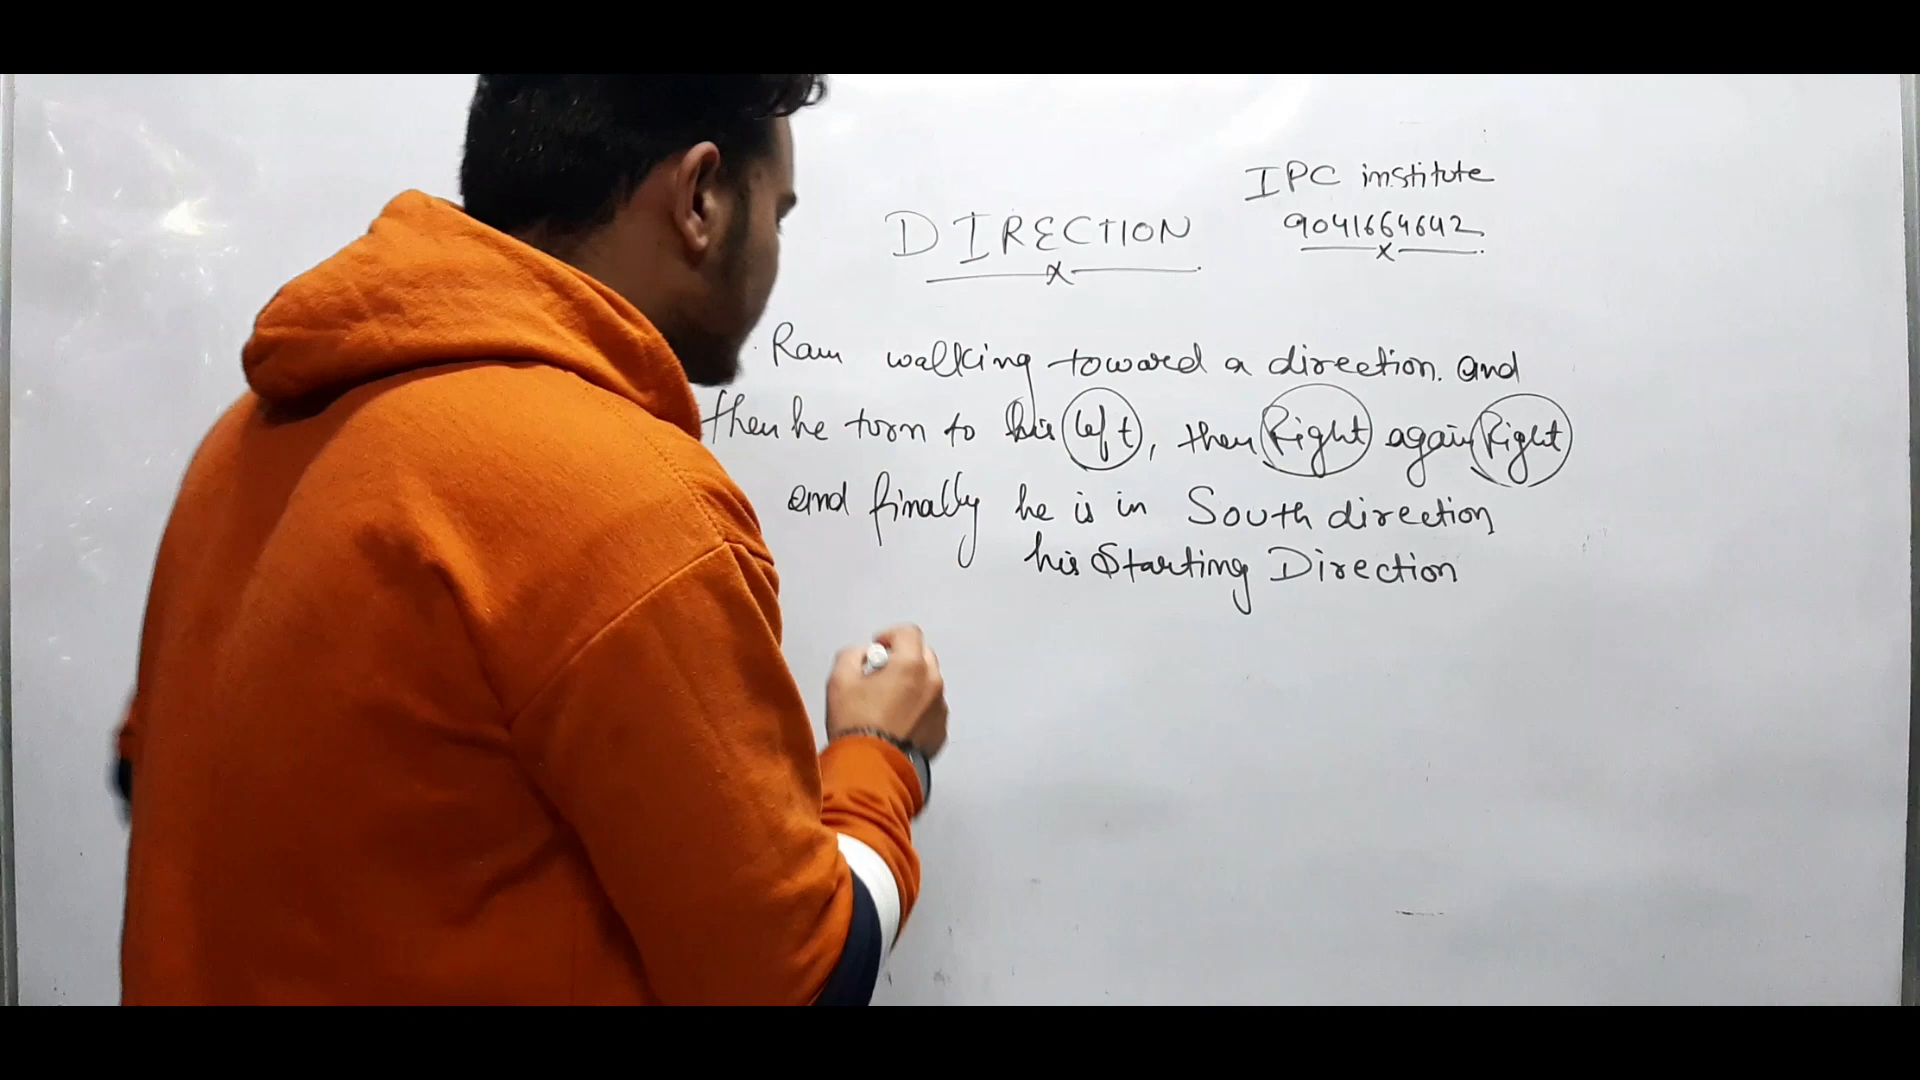 IPC institute
9041664642
DIRECTION
Ram walking toward a direction. and
then he torn to his left, then Right again Right
and finally he is in South direction,
his Starting Direction